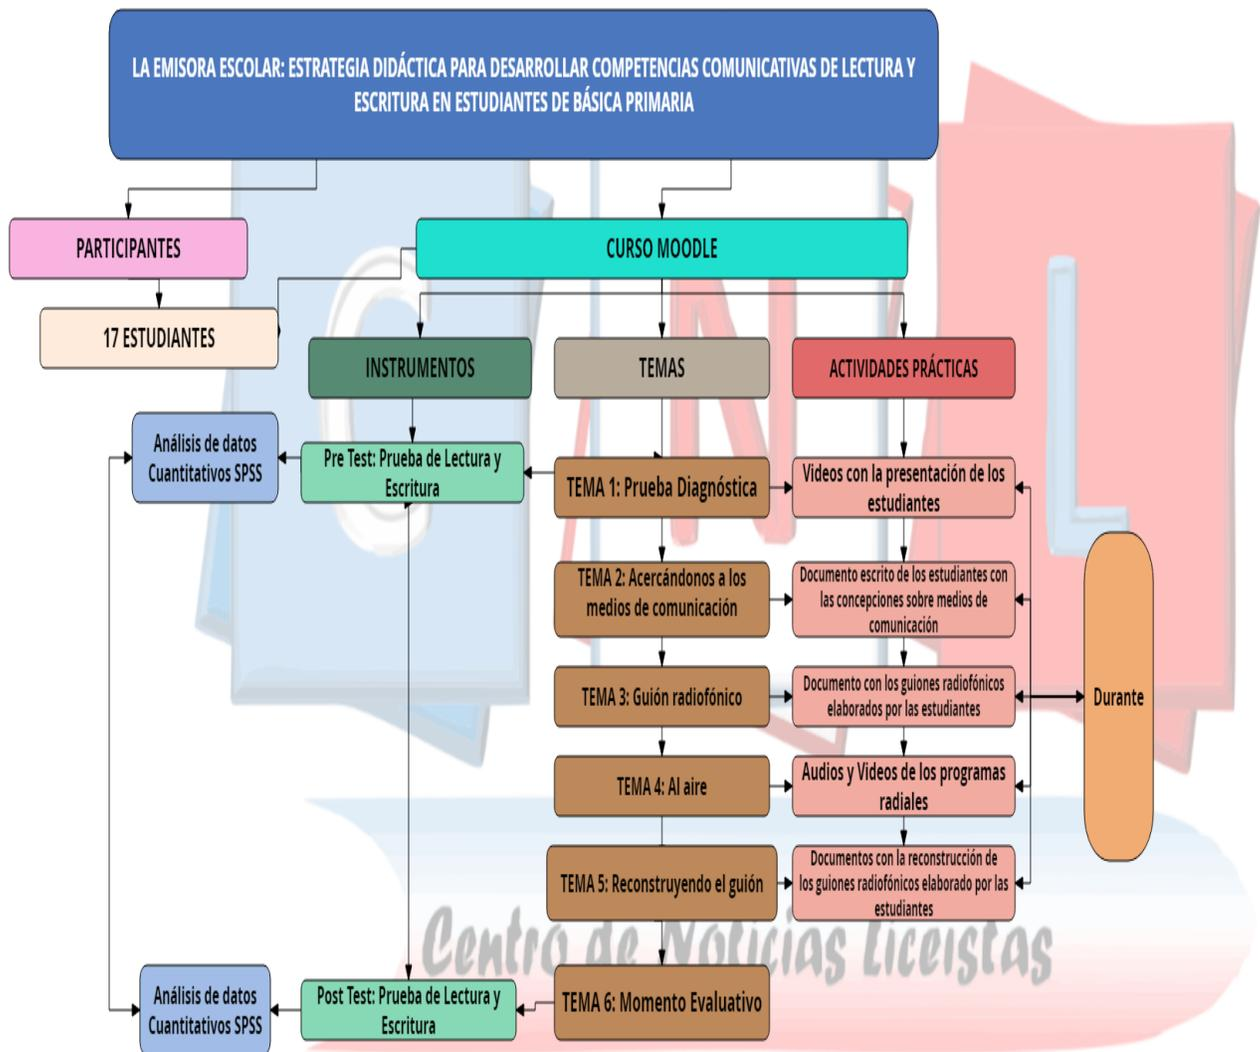 LA EMISORA ESCOLAR: ESTRATEGIA DIDÁCTICA PARA DESARROLLAR COMPETENCIAS COMUNICATIVAS DE LECTURA Y
ESCRITURA EN ESTUDIANTES DE BÁSICA PRIMARIA
PARTICIPANTES
CURSO MOODLE
17 ESTUDIANTES
INSTRUMENTOS
TEMAS
ACTIVIDADES PRÁCTICAS
Análisis de datos
Cuantitativos SPSS
Pre Test: Prueba de Lectura y
Escritura
TEMA 1: Prueba Diagnóstica
Videos con la presentación de los
estudiantes
TEMA 2: Acercándonos a los
medios de comunicación
Documento escrito de los estudiantes con
las concepciones sobre medios de
comunicación
TEMA 3: Guión radiofónico
Documento con los guiones radiofónicos
elaborados por las estudiantes
Durante
TEMA 4: Al aire
Audios y Videos de los programas
radiales
TEMA 5: Reconstruyendo el guión
Documentos con la reconstrucción de
los guiones radiofónicos elaborado por las
estudiantes
Análisis de datos
Cuantitativos SPSS
Post Test: Prueba de Lectura y
Escritura
TEMA 6: Momento Evaluativo
C N L
Centro de Noticias Liceistas